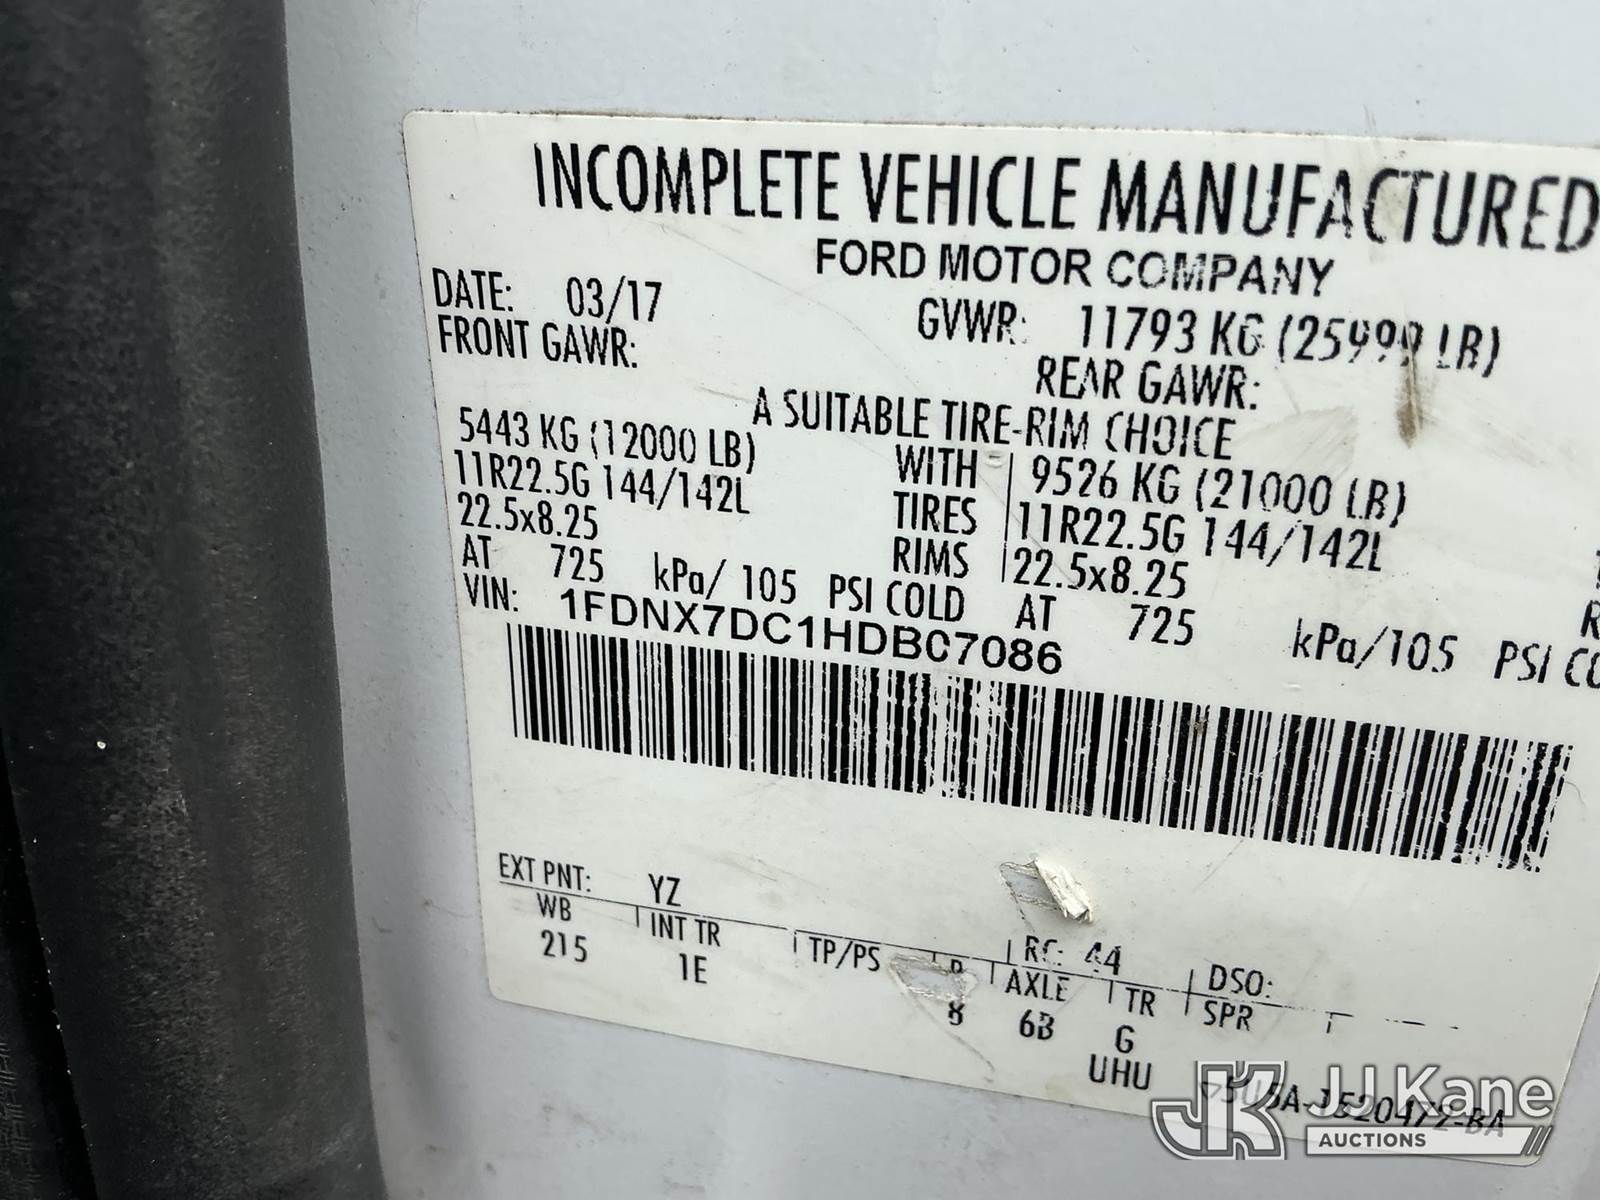 INCOMPLETE VEHICLE MANUFACTURED
FORD MOTOR COMPANY
DATE: 03/17 GVWR: 11793 KG (25999 LB)
FRONT GAWR: REAR GAWR:
A SUITABLE TIRE-RIM CHOICE
5443 KG (12000 LB) WITH 9526 KG (21000 LB)
11R22.5G 144/142L TIRES 11R22.5G 144/142L
22.5x8.25 RIMS 22.5x8.25
AT 725 kPa/ 105 PSI COLD AT 725 kPa/105 PSI
VIN: 1FDNX7DC1HDB07086
EXT PNT: YZ RC: 44 DSO:
WB INT TR TP/PS R AXLE TR SPR
215 1E 8 6B G
UHU
JJ Kane
AUCTIONS